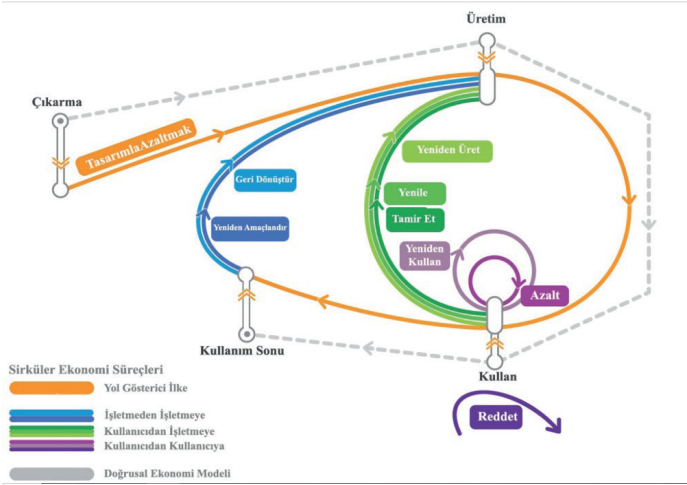 Üretim
Çıkarma
TasarımlaAzaltmak
Yeniden Üret
Geri Dönüştür
Yenile
Tamir Et
Yeniden Amaçlandır
Yeniden
Kullan
Azalt
Kullanım Sonu
Kullan
Reddet
Sirküler Ekonomi Süreçleri
Yol Gösterici İlke
İşletmeden İşletmeye
Kullanıcıdan İşletmeye
Kullanıcıdan Kullanıcıya
Doğrusal Ekonomi Modeli